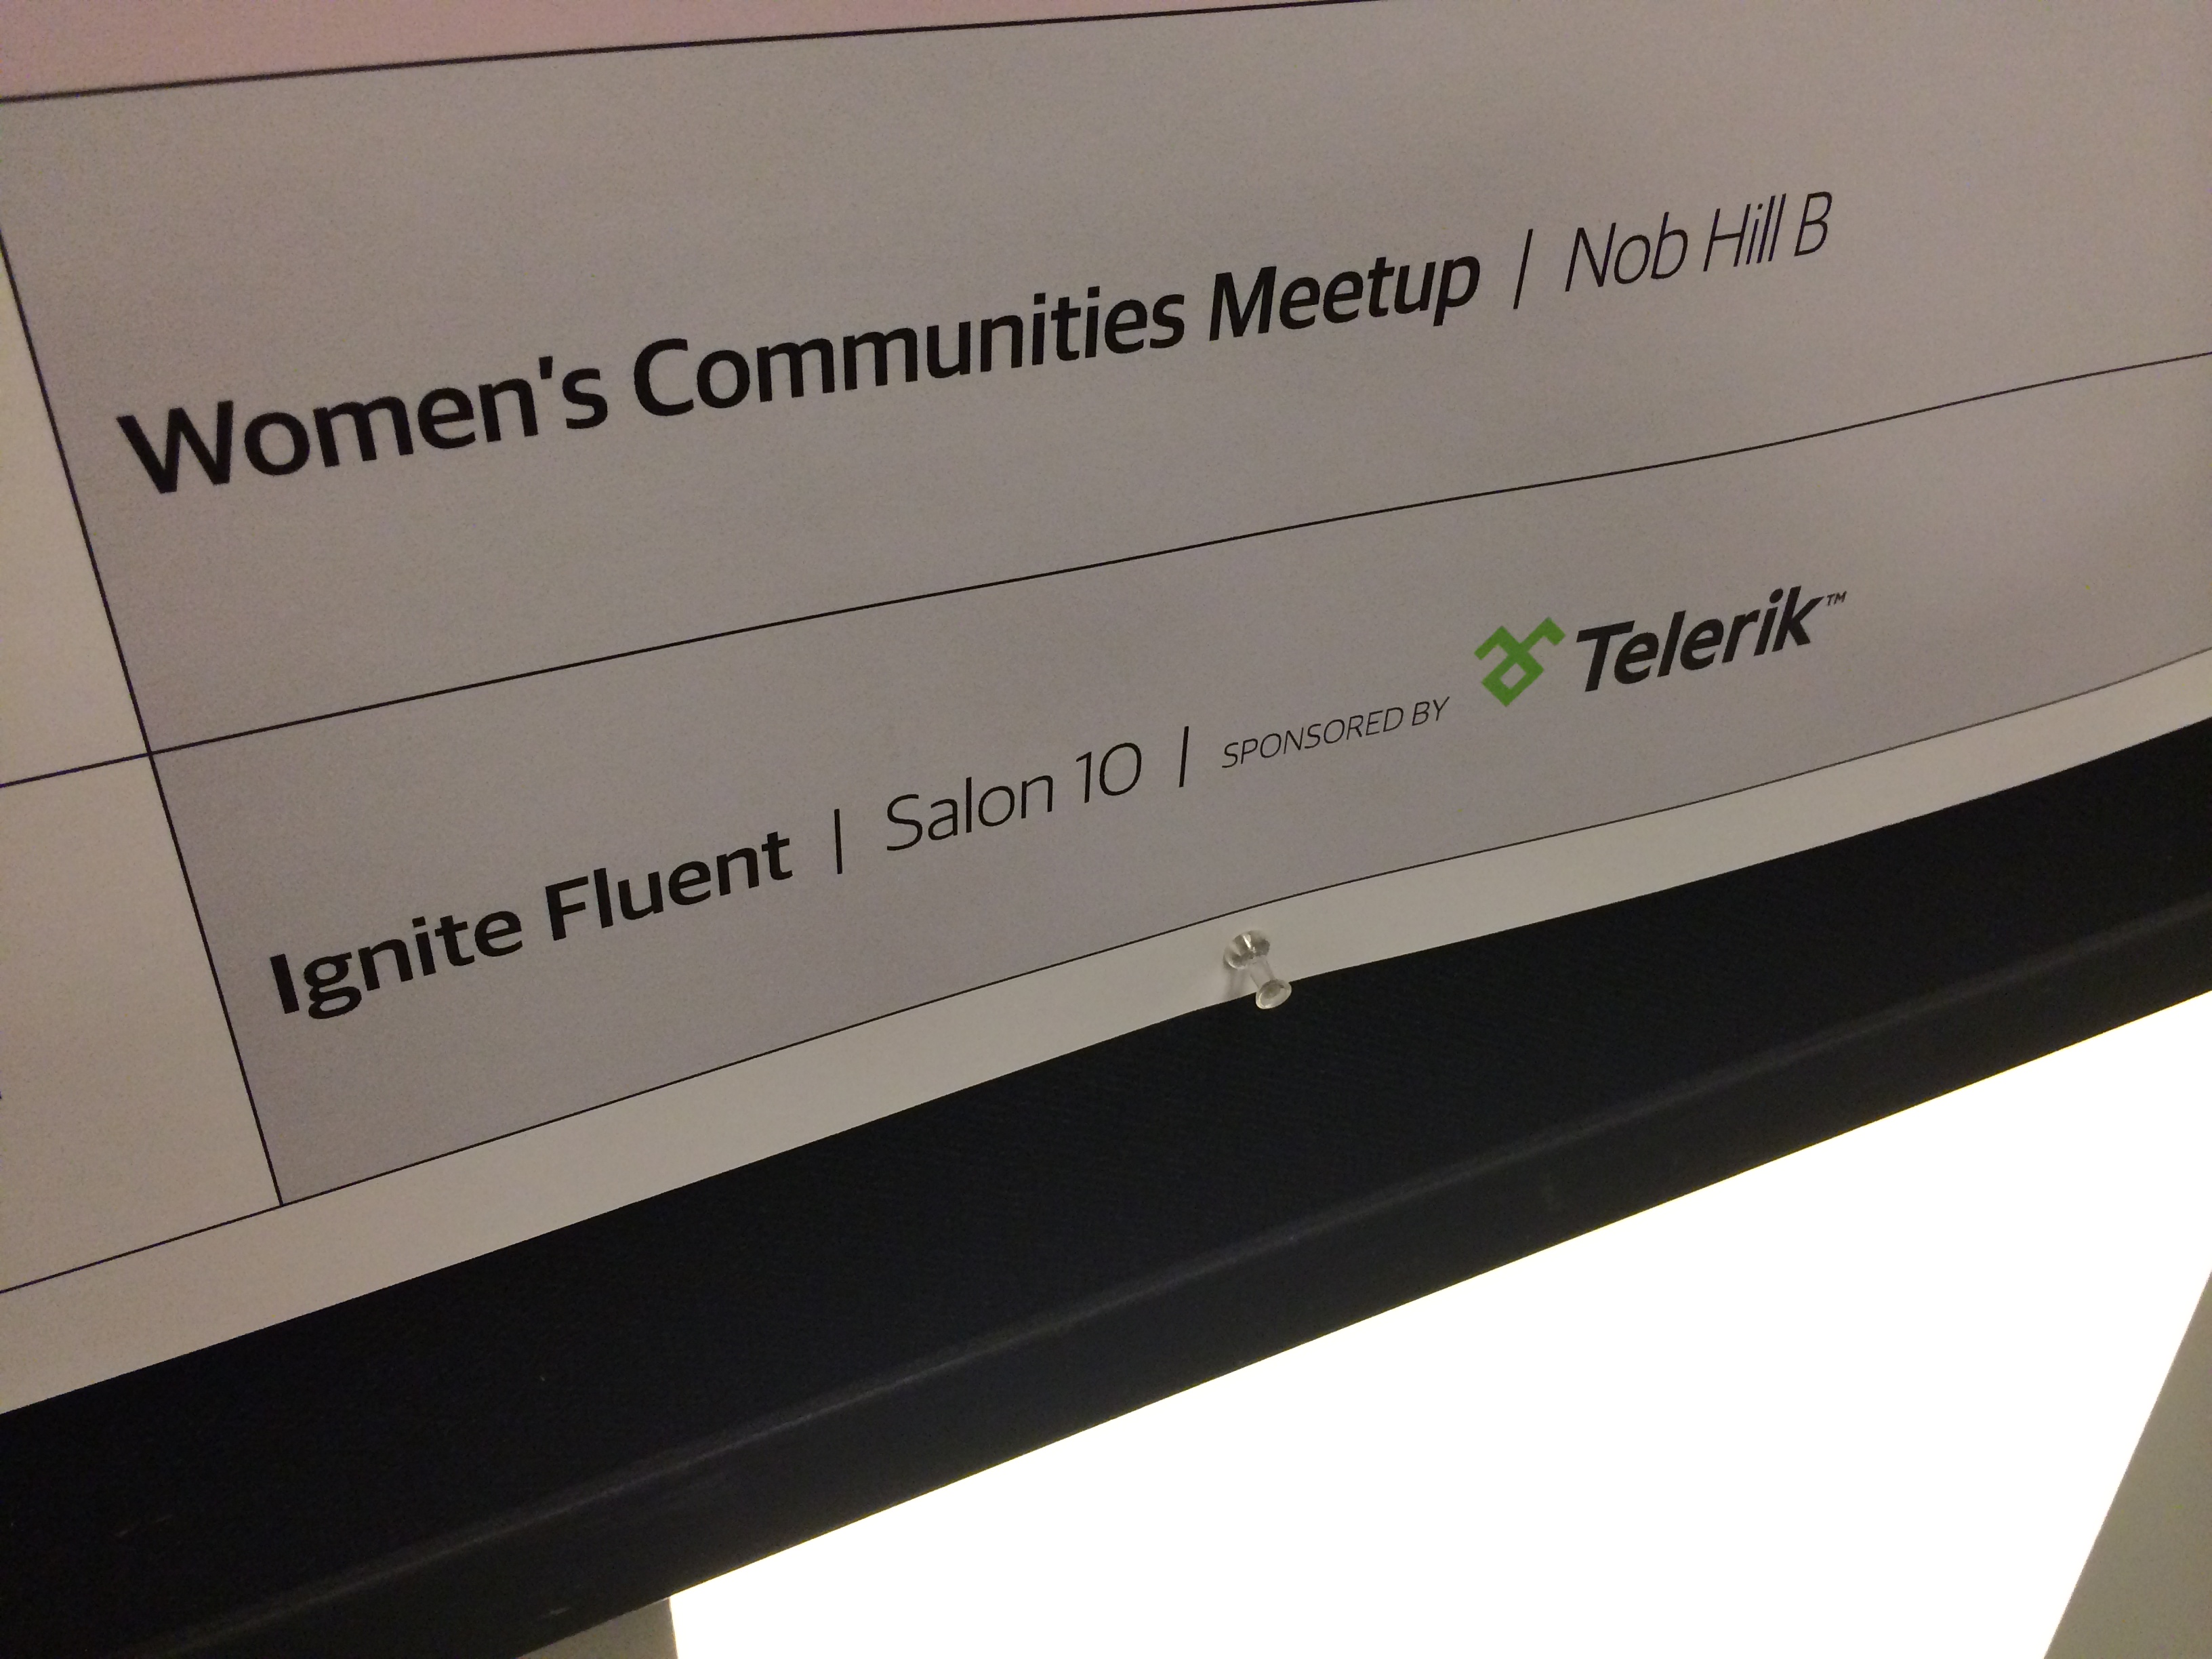 Women's Communities Meetup | Nob Hill B
Ignite Fluent | Salon 10 | SPONSORED BY Telerik™